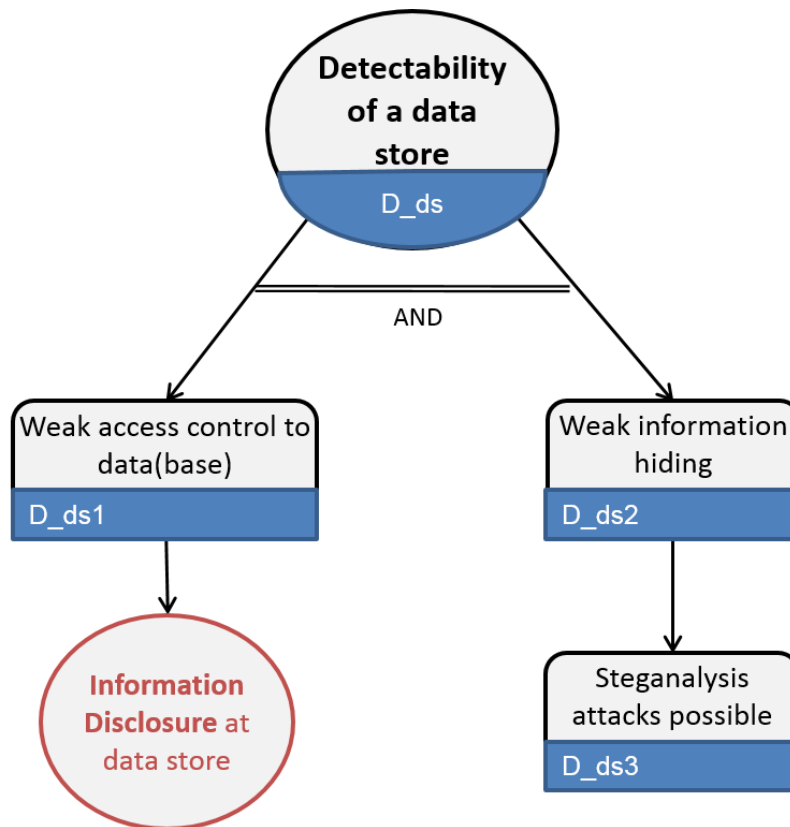 Detectability
of a data
store
D_ds
AND
Weak access control to
data(base)
D_ds1
Weak information
hiding
D_ds2
Information
Disclosure at
data store
Steganalysis
attacks possible
D_ds3